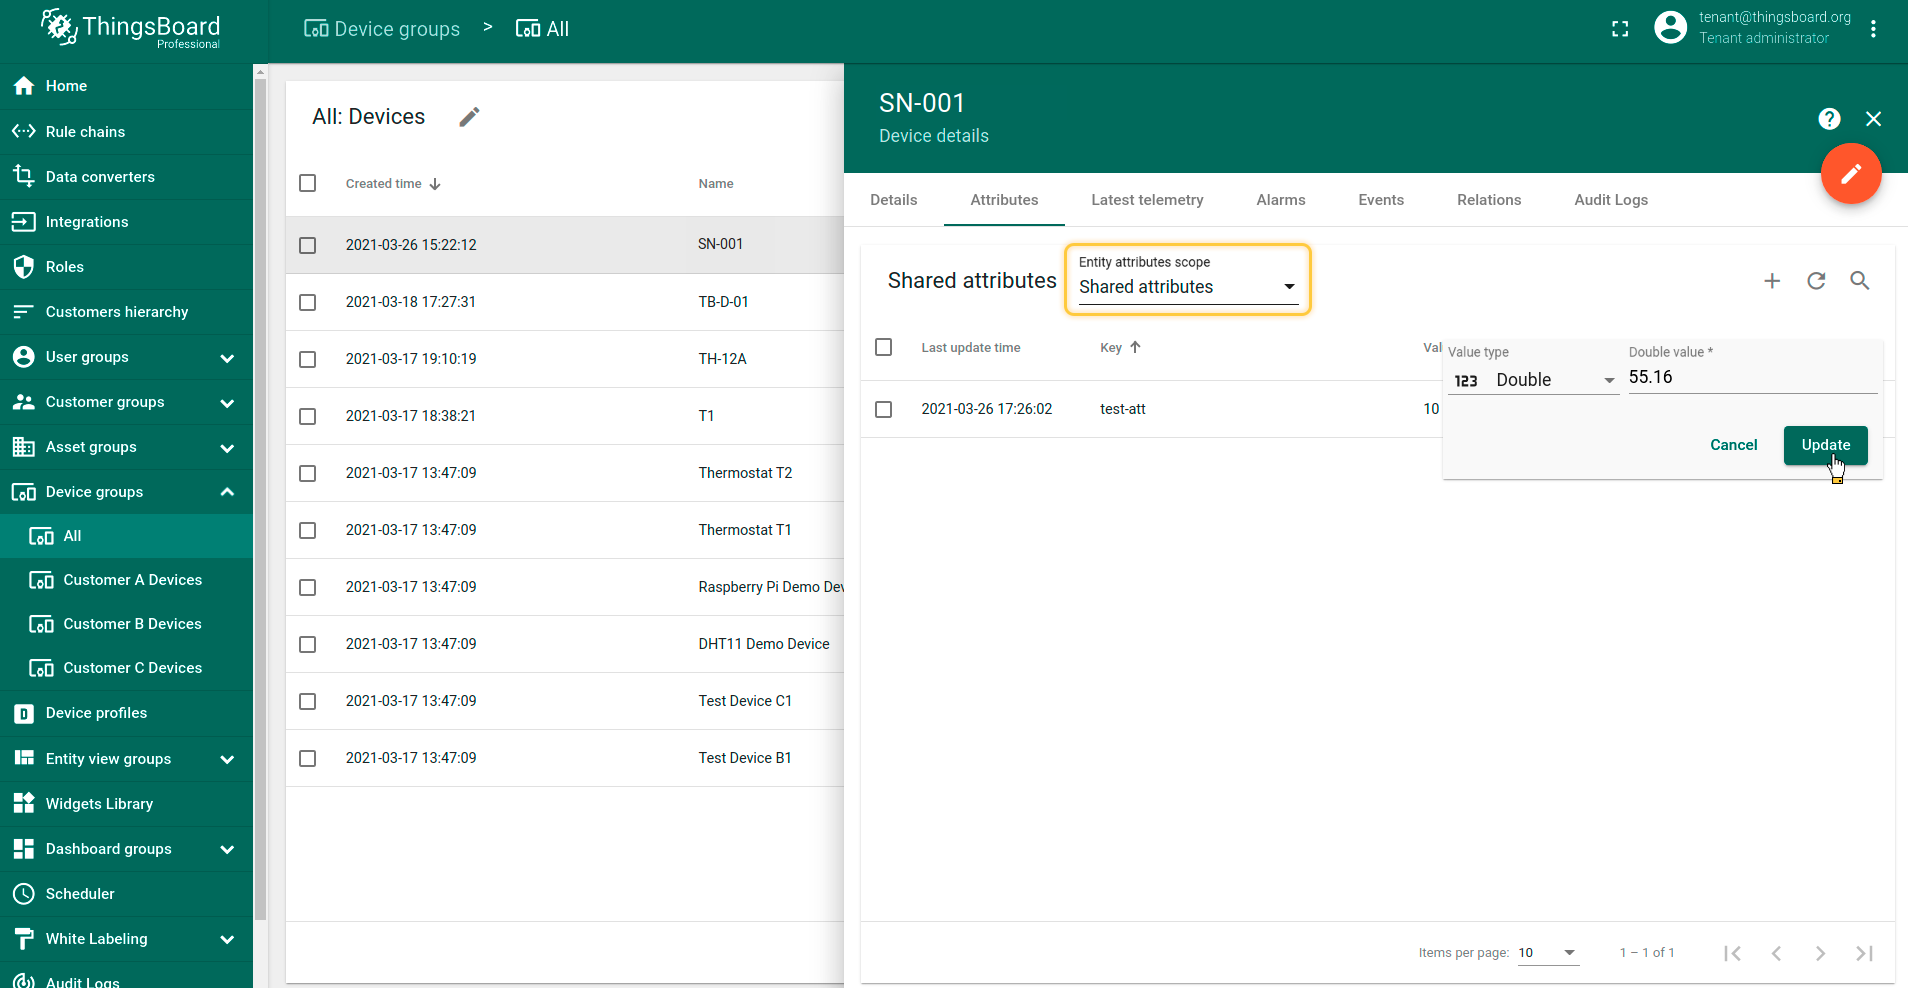 ThingsBoard
Professional
Device groups > All
tenant@thingsboard.org
Tenant administrator
Home
Rule chains
Data converters
Integrations
Roles
Customers hierarchy
User groups
Customer groups
Asset groups
Device groups
All
Customer A Devices
Customer B Devices
Customer C Devices
Device profiles
Entity view groups
Widgets Library
Dashboard groups
Scheduler
White Labeling
Audit Logs
All: Devices
Created time Name
2021-03-26 15:22:12 SN-001
2021-03-18 17:27:31 TB-D-01
2021-03-17 19:10:19 TH-12A
2021-03-17 18:38:21 T1
2021-03-17 13:47:09 Thermostat T2
2021-03-17 13:47:09 Thermostat T1
2021-03-17 13:47:09 Raspberry Pi Demo Dev
2021-03-17 13:47:09 DHT11 Demo Device
2021-03-17 13:47:09 Test Device C1
2021-03-17 13:47:09 Test Device B1
SN-001
Device details
Details Attributes Latest telemetry Alarms Events Relations Audit Logs
Shared attributes
Entity attributes scope
Shared attributes
Last update time Key Val
2021-03-26 17:26:02 test-att 10
Value type
123 Double
Double value *
55.16
Cancel Update
Items per page: 10 1 – 1 of 1